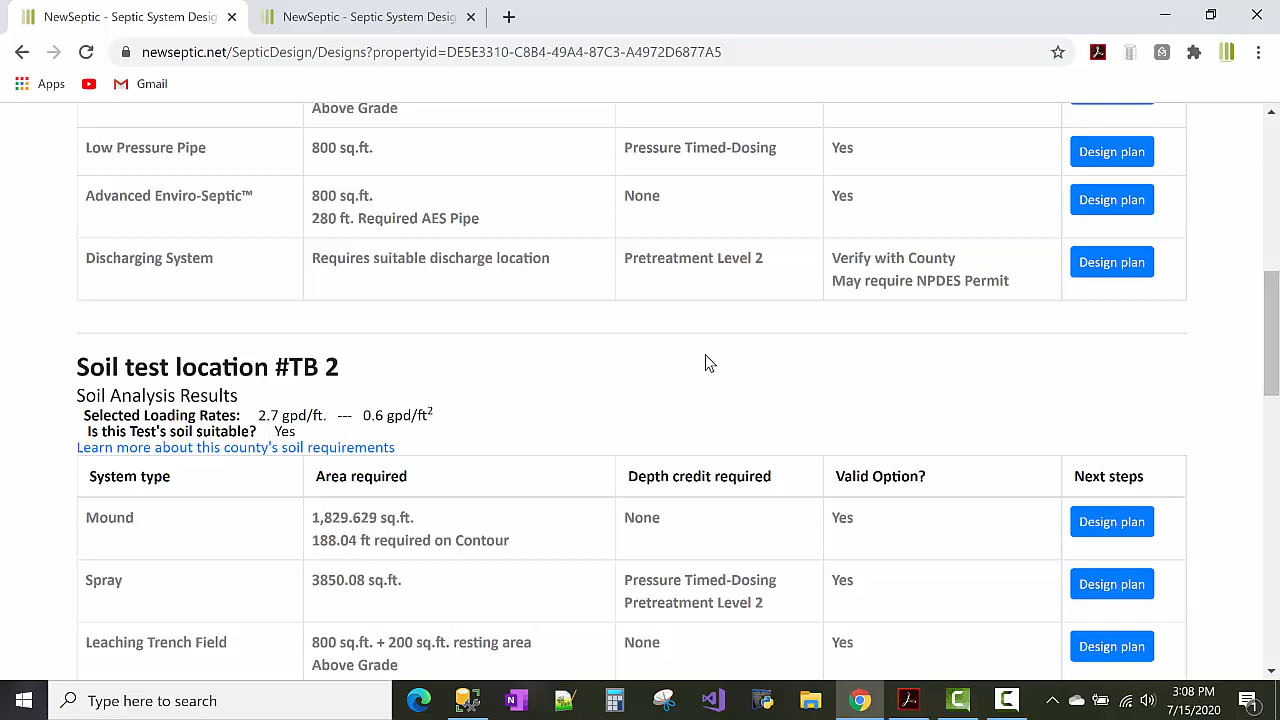 NewSeptic - Septic System Desig
NewSeptic - Septic System Desig
newseptic.net/SepticDesign/Designs?propertyid=DE5E3310-C8B4-49A4-87C3-A4972D6877A5
Apps
Gmail
Above Grade
Low Pressure Pipe 800 sq.ft. Pressure Timed-Dosing Yes Design plan
Advanced Enviro-Septic™ 800 sq.ft. None Yes Design plan
280 ft. Required AES Pipe
Discharging System Requires suitable discharge location Pretreatment Level 2 Verify with County Design plan
May require NPDES Permit
Soil test location #TB 2
Soil Analysis Results
Selected Loading Rates: 2.7 gpd/ft. --- 0.6 gpd/ft²
Is this Test's soil suitable? Yes
Learn more about this county's soil requirements
System type Area required Depth credit required Valid Option? Next steps
Mound 1,829.629 sq.ft. None Yes Design plan
188.04 ft required on Contour
Spray 3850.08 sq.ft. Pressure Timed-Dosing Yes Design plan
Pretreatment Level 2
Leaching Trench Field 800 sq.ft. + 200 sq.ft. resting area None Yes Design plan
Above Grade
Type here to search
3:08 PM
7/15/2020
1